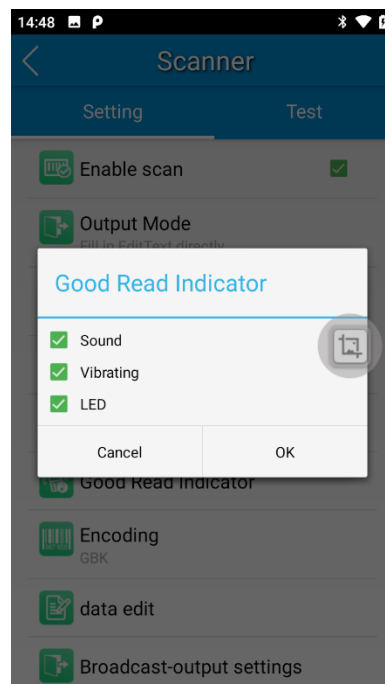 14:48
Scanner
Setting
Test
Enable scan
Output Mode
Fill in EditText directly
Good Read Indicator
Sound
Vibrating
LED
Cancel
OK
Good Read Indicator
Encoding
GBK
data edit
Broadcast-output settings